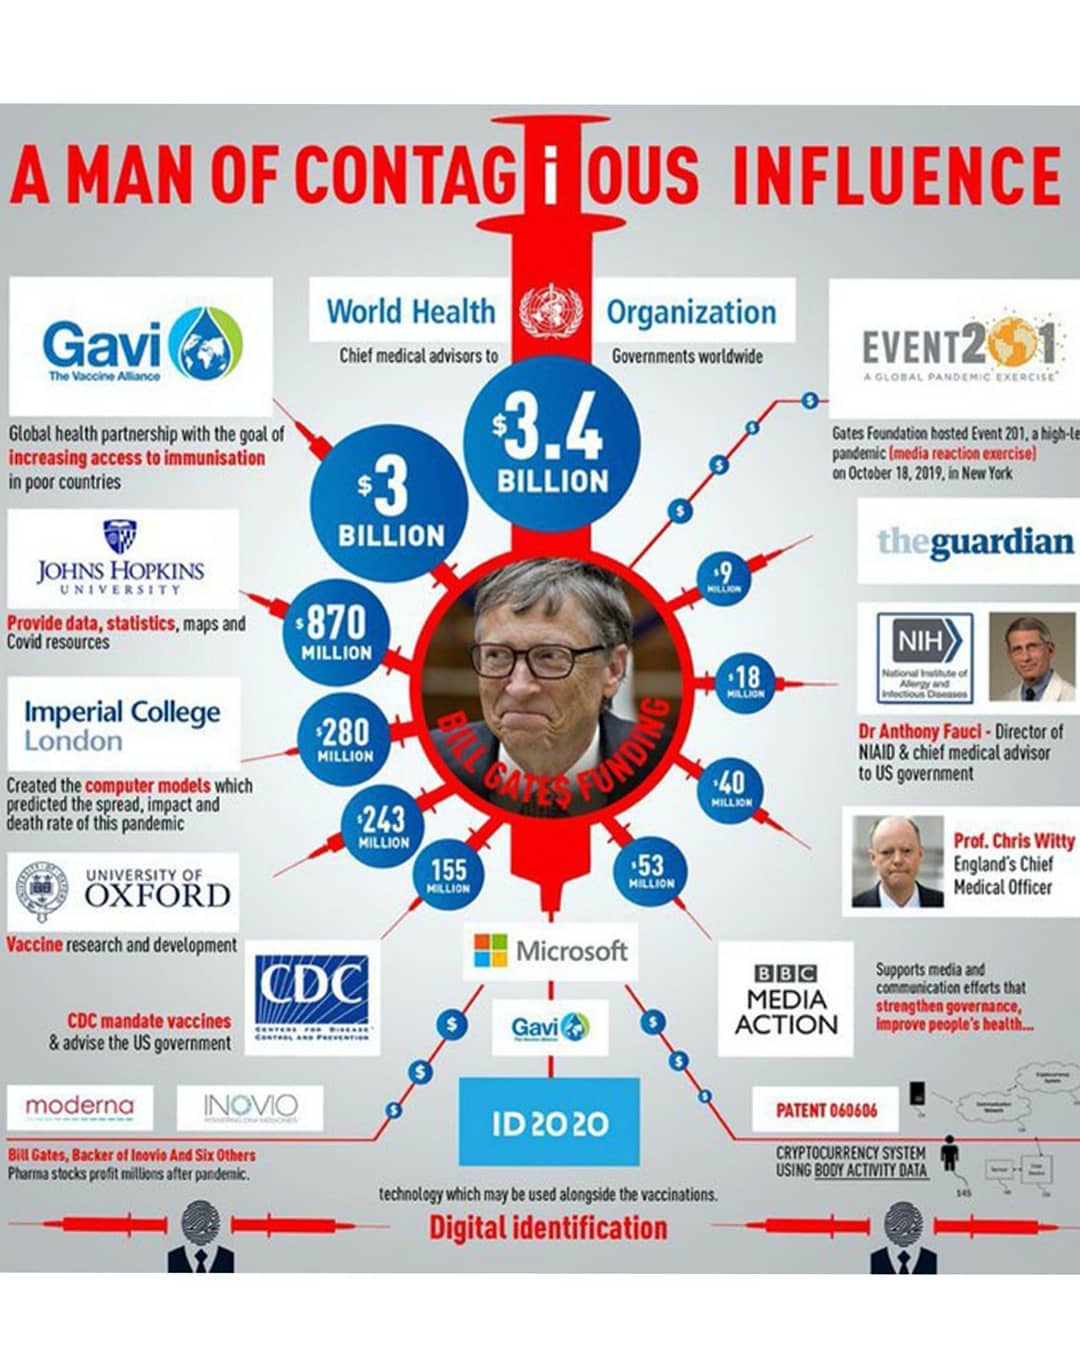 A MAN OF CONTAGiOUS INFLUENCE
World Health Organization
Chief medical advisors to Governments worldwide
Gavi
The Vaccine Alliance
Global health partnership with the goal of
increasing access to immunisation
in poor countries
$3
BILLION
$3.4
BILLION
EVENT201
A GLOBAL PANDEMIC EXERCISE
Gates Foundation hosted Event 201, a high-le
pandemic (media reaction exercise)
on October 18, 2019, in New York
JOHNS HOPKINS
UNIVERSITY
Provide data, statistics, maps and
Covid resources
$870
MILLION
$9
MILLION
theguardian
Imperial College
London
Created the computer models which
predicted the spread, impact and
death rate of this pandemic
$280
MILLION
$18
MILLION
NIH
National Institute of
Allergy and
Infectious Diseases
Dr Anthony Fauci - Director of
NIAID & chief medical advisor
to US government
BILL GATE$ FUNDING
UNIVERSITY OF
OXFORD
Vaccine research and development
$243
MILLION
$40
MILLION
Prof. Chris Witty
England's Chief
Medical Officer
155
MILLION
$53
MILLION
CDC
CENTERS FOR DISEASE
CONTROL AND PREVENTION
CDC mandate vaccines
& advise the US government
Microsoft
Gavi
The Vaccine Alliance
ID2020
BBC
MEDIA
ACTION
Supports media and
communication efforts that
strengthen governance,
improve people's health...
moderna
INOVIO
POWERING DNA MEDICINES
Bill Gates, Backer of Inovio And Six Others
Pharma stocks profit millions after pandemic.
PATENT 060606
CRYPTOCURRENCY SYSTEM
USING BODY ACTIVITY DATA
technology which may be used alongside the vaccinations.
Digital identification